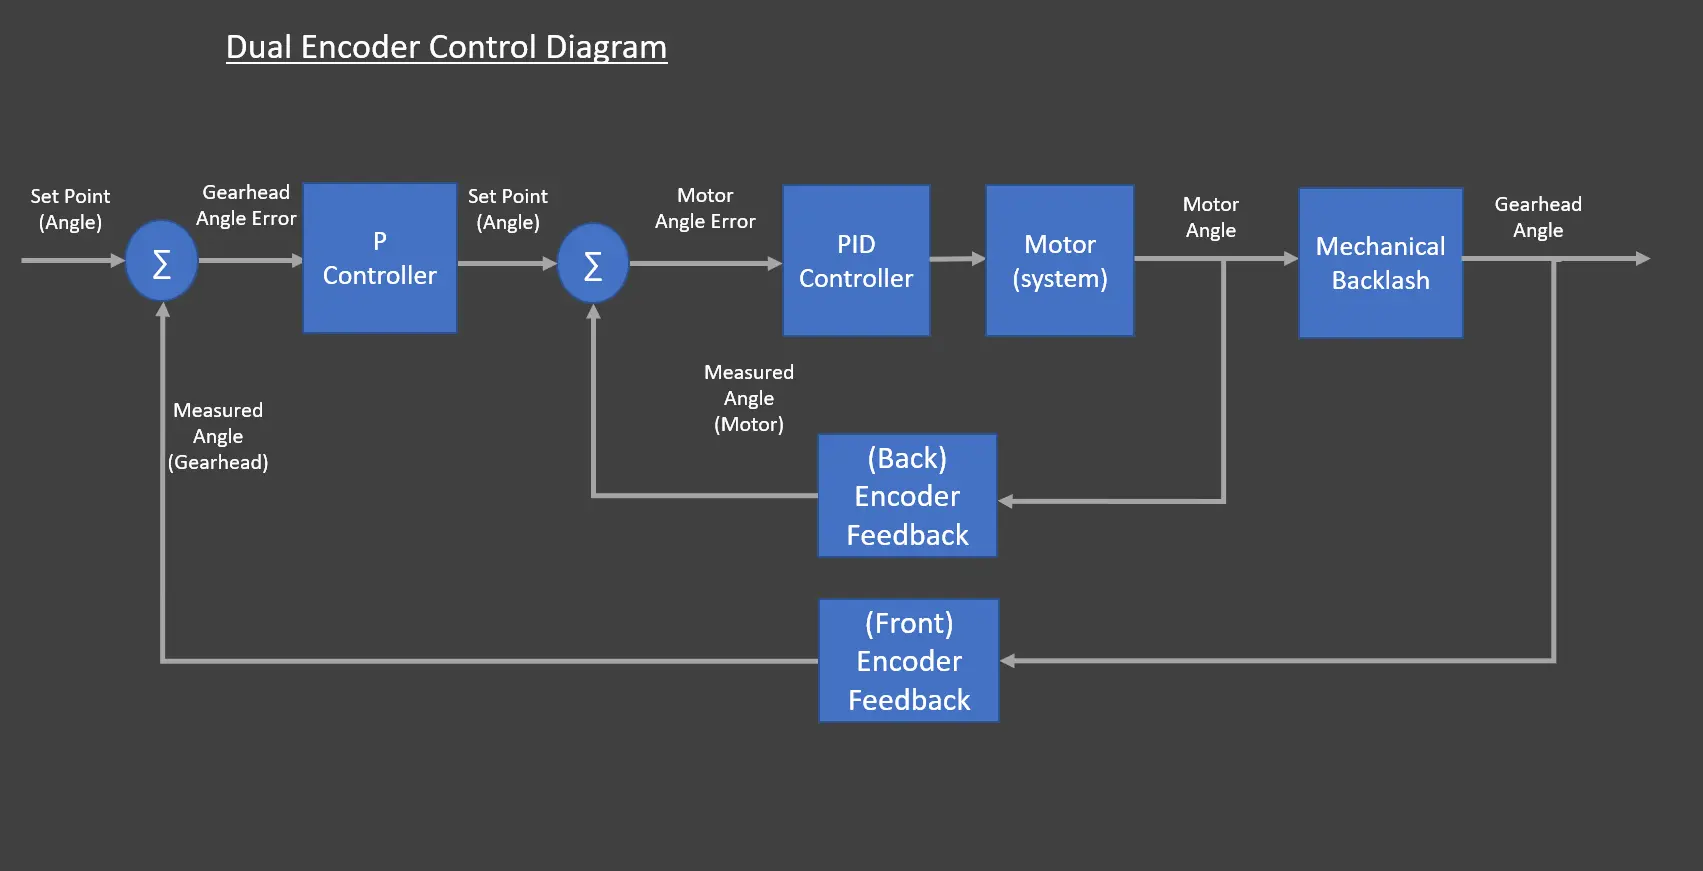 Dual Encoder Control Diagram
Set Point
(Angle)
Σ
Gearhead
Angle Error
P
Controller
Set Point
(Angle)
Σ
Motor
Angle Error
PID
Controller
Motor
(system)
Motor
Angle
Mechanical
Backlash
Gearhead
Angle
Measured
Angle
(Motor)
(Back)
Encoder
Feedback
Measured
Angle
(Gearhead)
(Front)
Encoder
Feedback